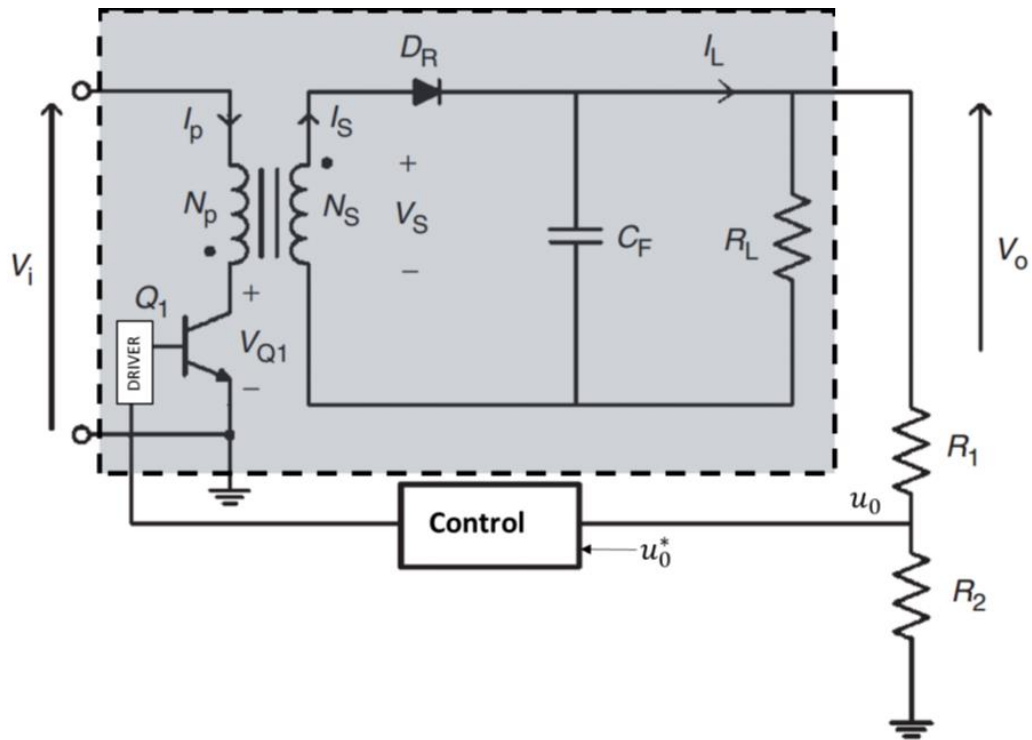 D_R
I_L
I_p
I_S
+
N_p
N_S
V_S
C_F
R_L
V_i
V_o
−
Q_1
+
DRIVER
V_Q1
−
R_1
u_0
Control
u_0^*
R_2